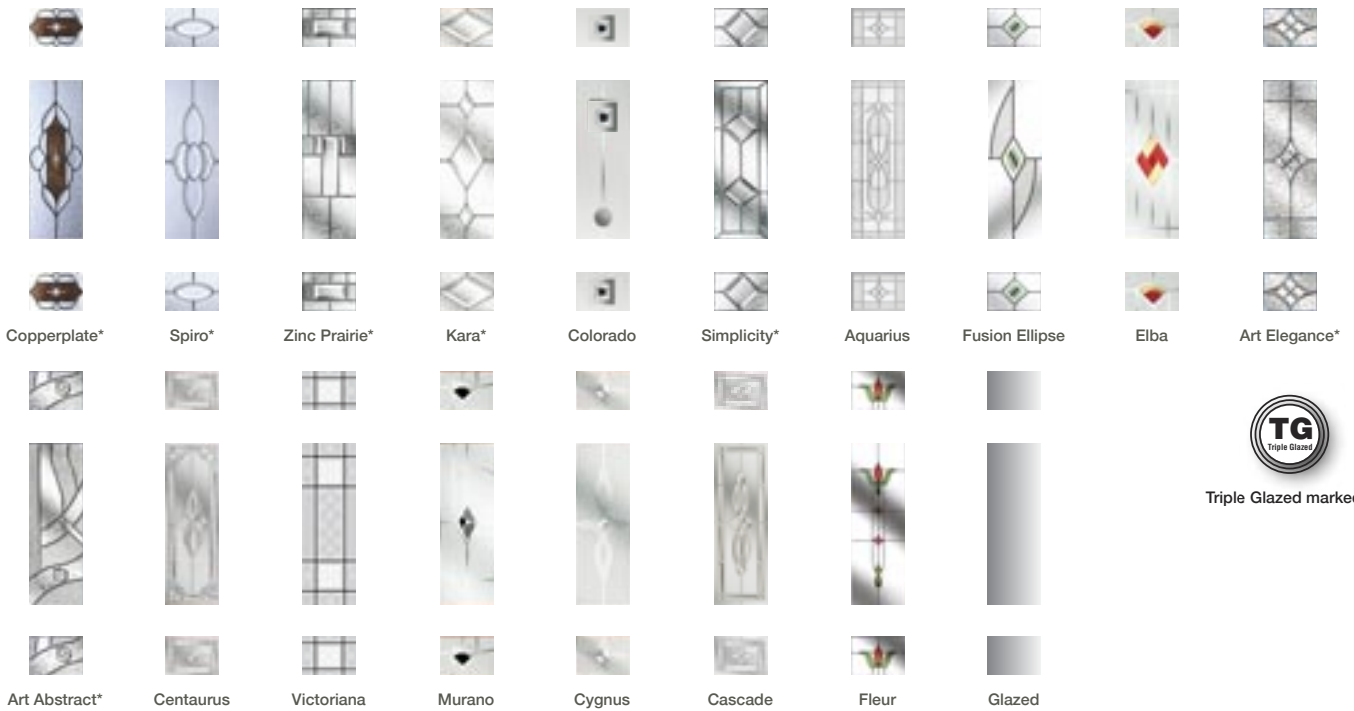 Copperplate*
Spiro*
Zinc Prairie*
Kara*
Colorado
Simplicity*
Aquarius
Fusion Ellipse
Elba
Art Elegance*
TG
Triple Glazed
Triple Glazed marked
Art Abstract*
Centaurus
Victoriana
Murano
Cygnus
Cascade
Fleur
Glazed